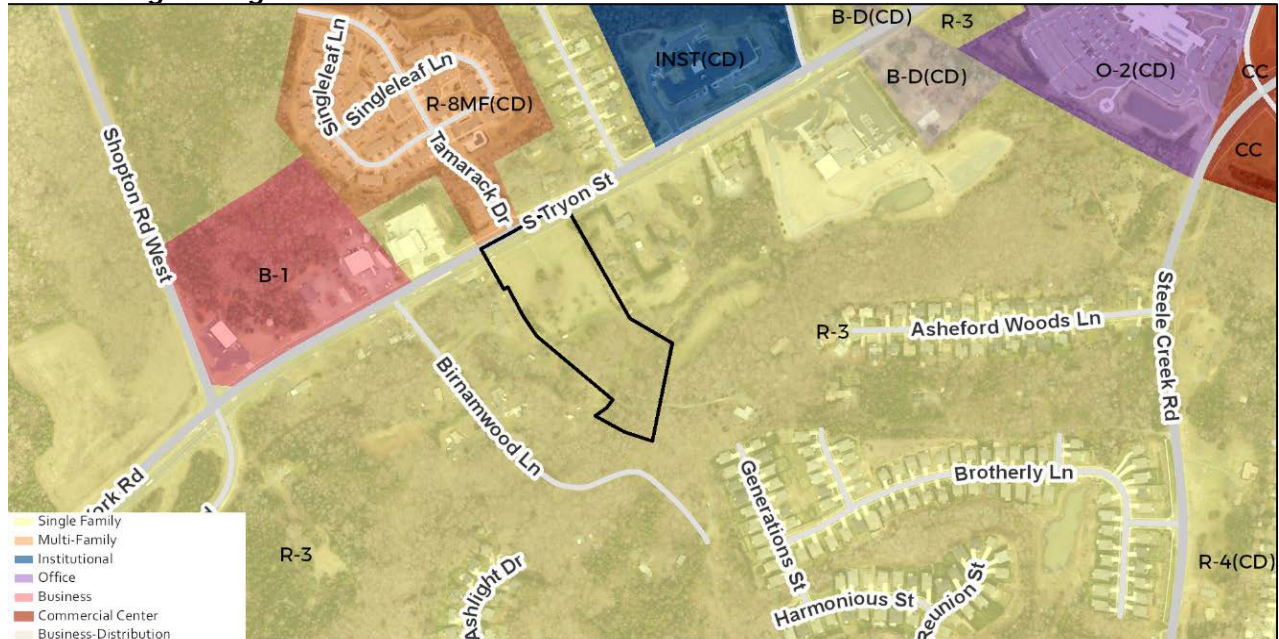 B-D(CD)
R-3
INST(CD)
B-D(CD)
O-2(CD)
CC
CC
Singleleaf Ln
Singleleaf Ln
R-8MF(CD)
Tamarack Dr
S Tryon St
Shopton Rd West
B-1
R-3
Asheford Woods Ln
Steele Creek Rd
Birnamwood Ln
Generations St
Brotherly Ln
York Rd
R-3
Ashlight Dr
Harmonious St
Reunion St
R-4(CD)
Single Family
Multi-Family
Institutional
Office
Business
Commercial Center
Business-Distribution